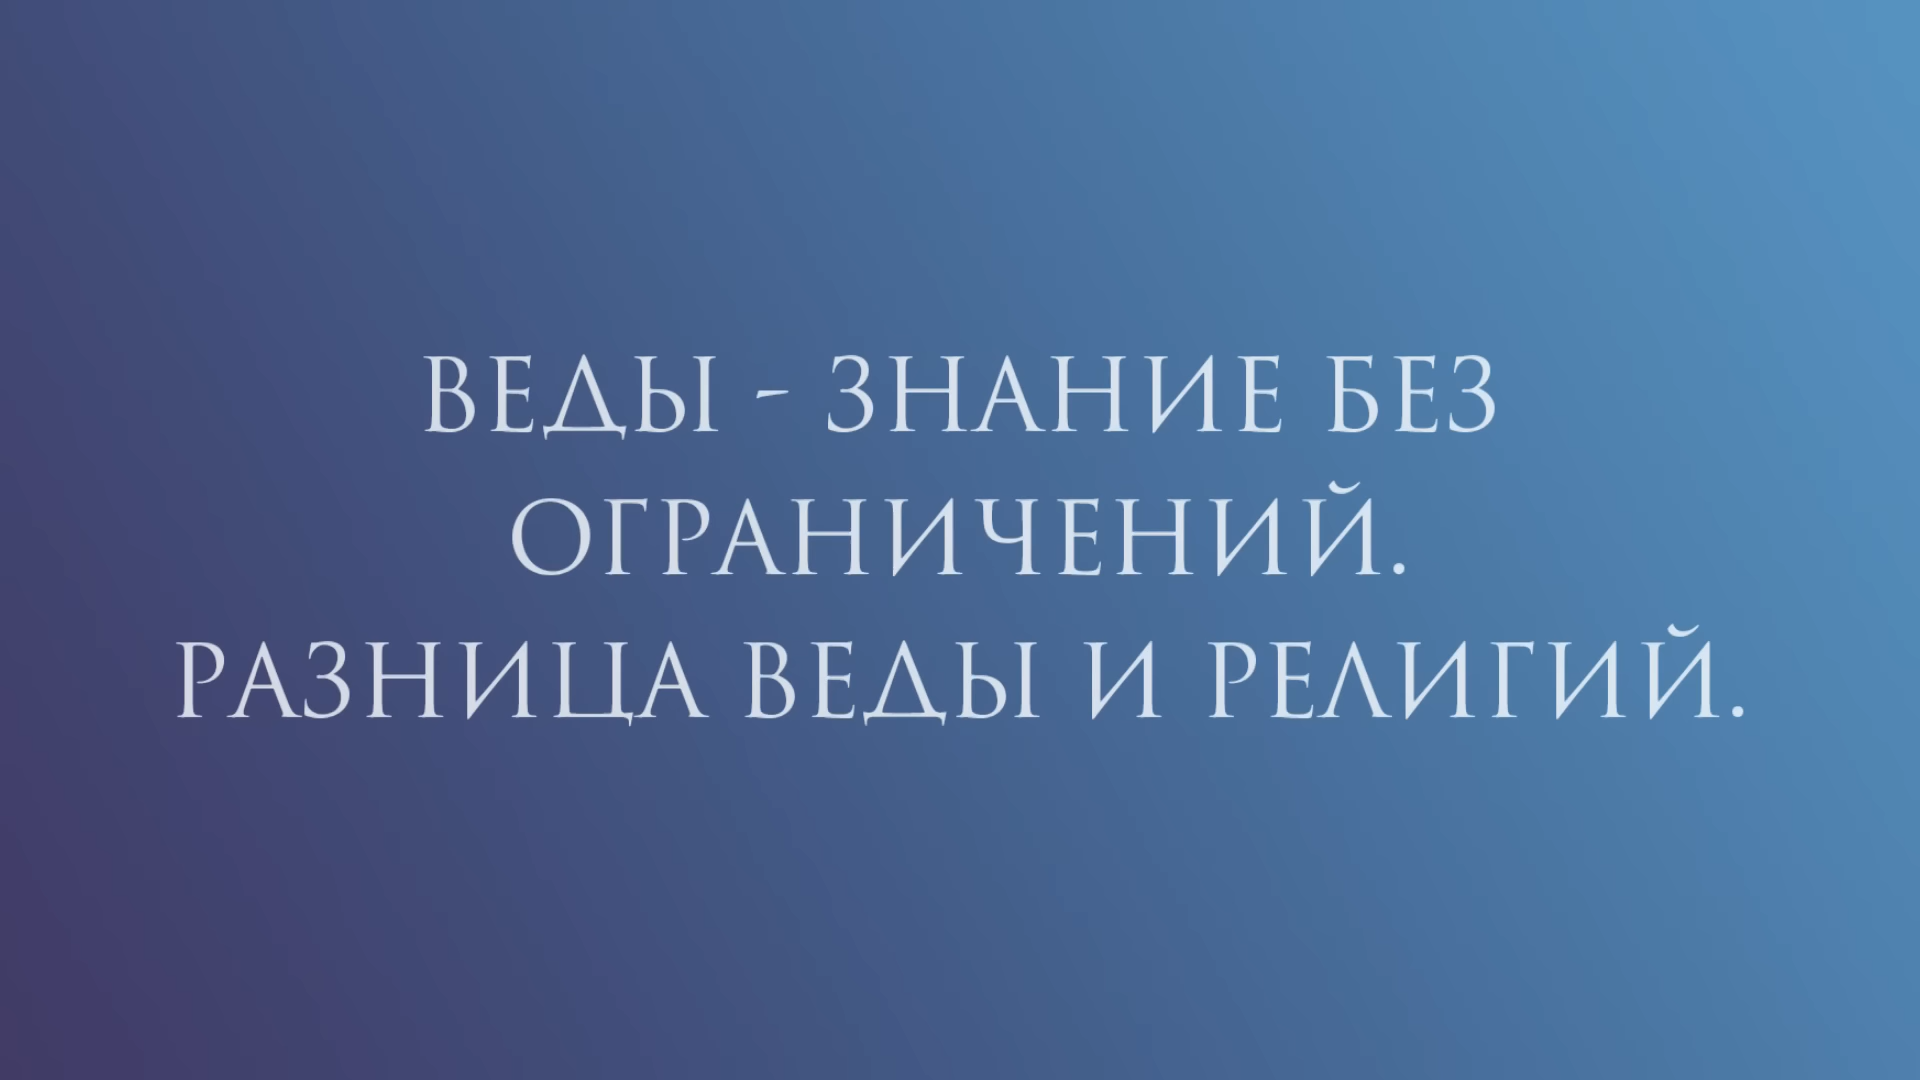 ВЕДЫ - ЗНАНИЕ БЕЗ
ОГРАНИЧЕНИЙ.
РАЗНИЦА ВЕДЫ И РЕЛИГИЙ.